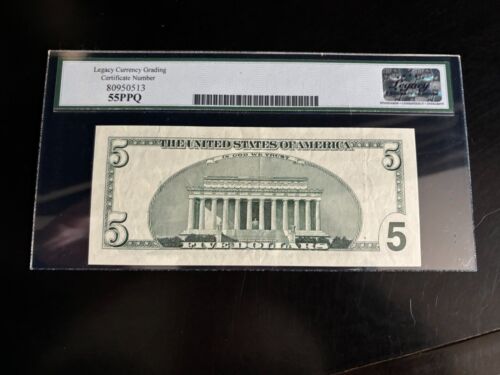 Legacy Currency Grading
Certificate Number
80950513
55PPQ
Legacy
THE UNITED STATES OF AMERICA
IN GOD WE TRUST
5
5
5
5
FIVE DOLLARS